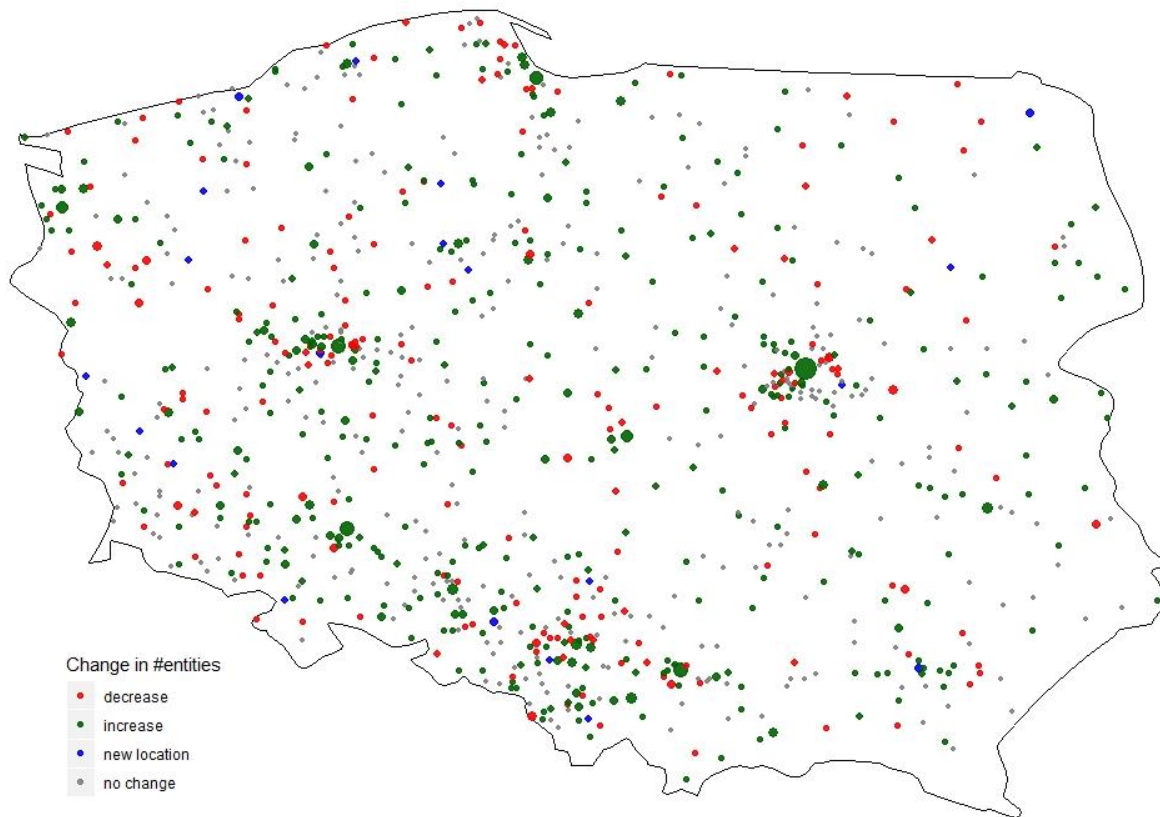 Change in #entities
decrease
increase
new location
no change